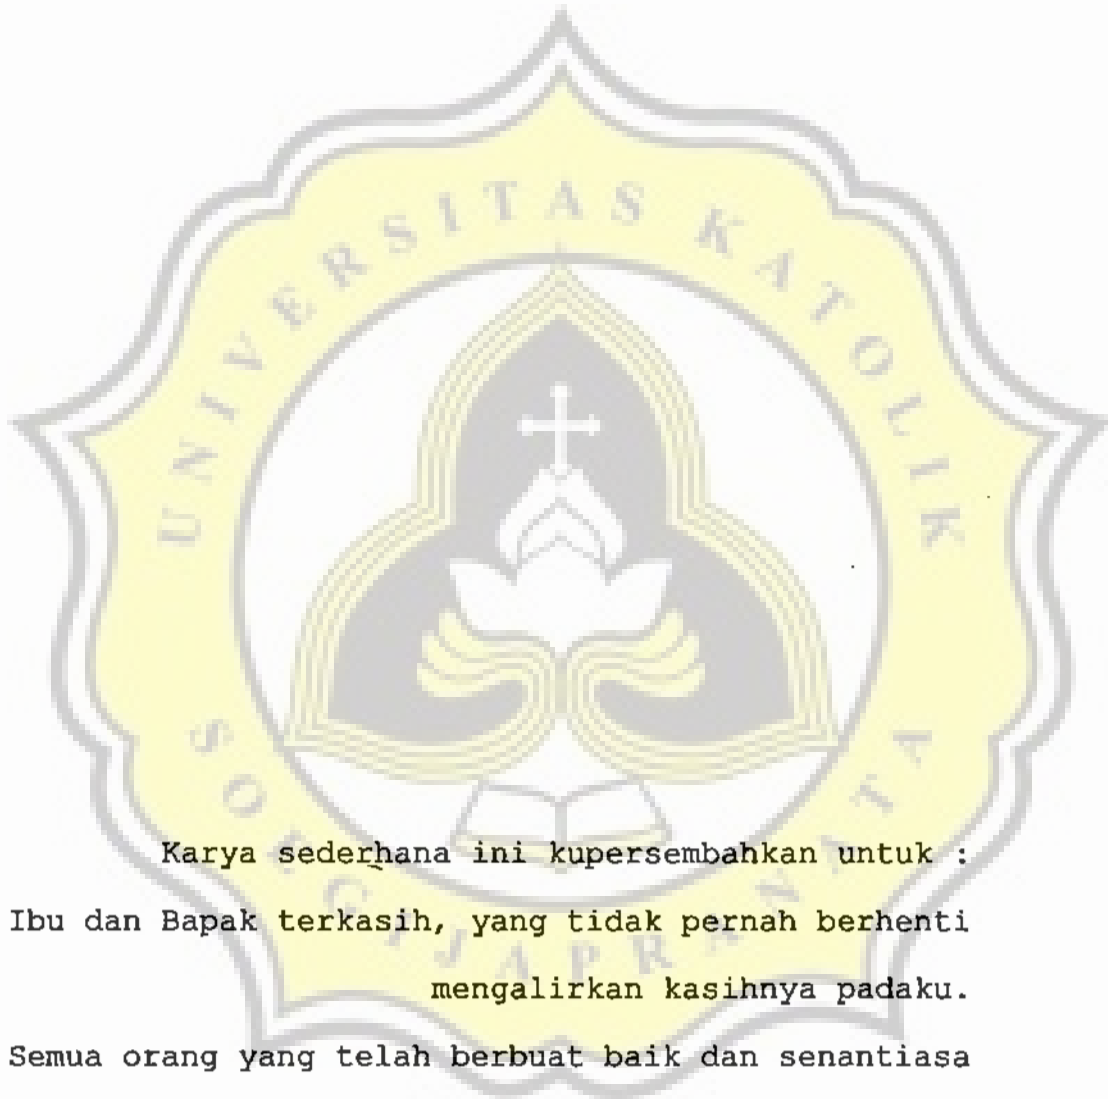 UNIVERSITAS KATOLIK
SOEGIJAPRANATA
Karya sederhana ini kupersembahkan untuk :
Ibu dan Bapak terkasih, yang tidak pernah berhenti
mengalirkan kasihnya padaku.
Semua orang yang telah berbuat baik dan senantiasa